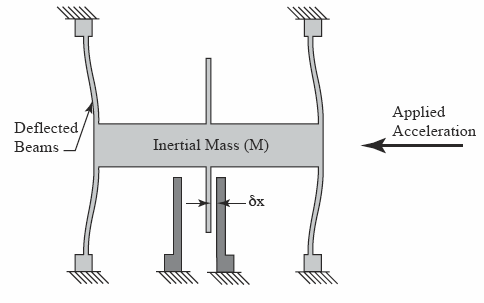 Deflected
Beams
Inertial Mass (M)
Applied
Acceleration
δx